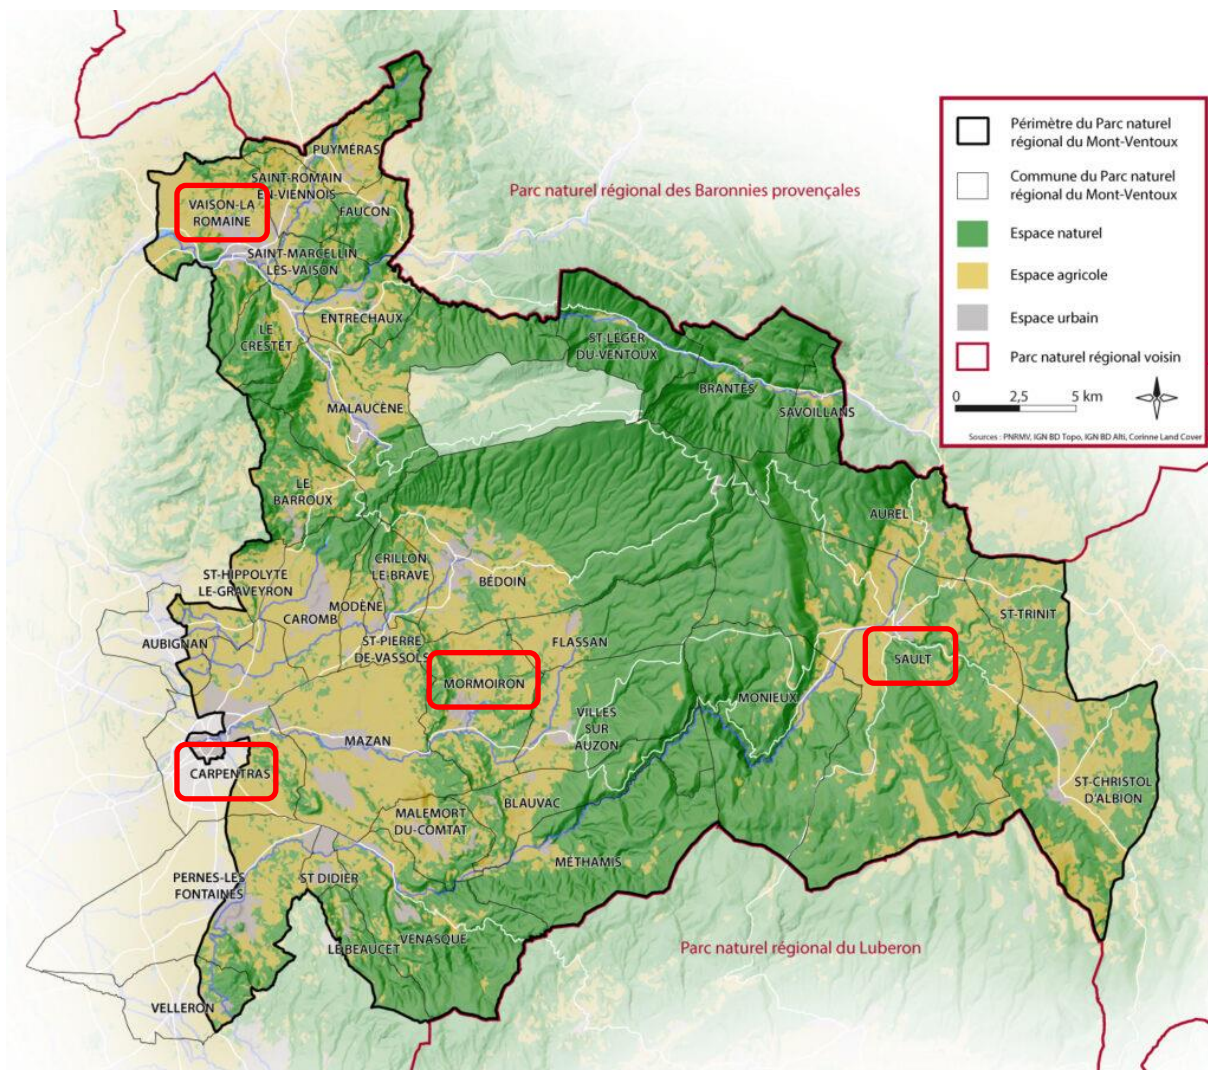 PUYMÉRAS
SAINT-ROMAIN
EN-VIENNOIS
VAISON-LA
ROMAINE
FAUCON
SAINT-MARCELLIN
LÈS-VAISON
ENTRECHAUX
LE
CRESTET
ST-LÉGER
DU-VENTOUX
BRANTES
SAVOILLANS
MALAUCÈNE
LE
BARROUX
AUREL
CRILLON
LE-BRAVE
ST-HIPPOLYTE
LE-GRAVEYRON
BÉDOIN
MODÈNE
CAROMB
ST-TRINIT
AUBIGNAN
ST-PIERRE
DE-VASSOLS
FLASSAN
SAULT
MORMOIRON
MONIEUX
VILLES
SUR
AUZON
MAZAN
CARPENTRAS
ST-CHRISTOL
D'ALBION
BLAUVAC
MALEMORT
DU-COMTAT
MÉTHAMIS
PERNES-LES
FONTAINES
ST DIDIER
LE BEAUCET
VENASQUE
VELLERON
Parc naturel régional des Baronnies provençales
Parc naturel régional du Luberon
Périmètre du Parc naturel
régional du Mont-Ventoux
Commune du Parc naturel
régional du Mont-Ventoux
Espace naturel
Espace agricole
Espace urbain
Parc naturel régional voisin
0 2,5 5 km
Sources : PNRMV, IGN BD Topo, IGN BD Alti, Corinne Land Cover